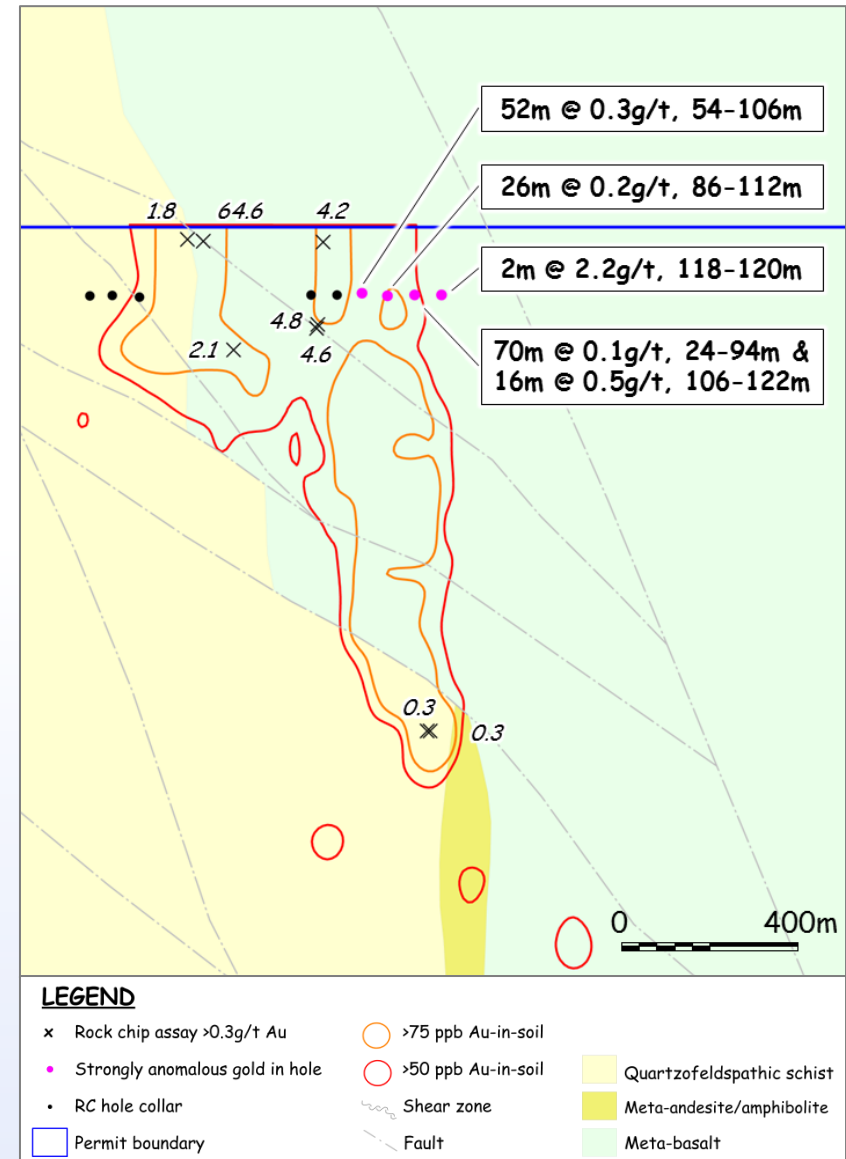 52m @ 0.3g/t, 54-106m
26m @ 0.2g/t, 86-112m
1.8 64.6 4.2
2m @ 2.2g/t, 118-120m
4.8
4.6
2.1
70m @ 0.1g/t, 24-94m &
16m @ 0.5g/t, 106-122m
0.3
0.3
0 400m
LEGEND
Rock chip assay >0.3g/t Au
Strongly anomalous gold in hole
RC hole collar
Permit boundary
>75 ppb Au-in-soil
>50 ppb Au-in-soil
Shear zone
Fault
Quartzofeldspathic schist
Meta-andesite/amphibolite
Meta-basalt